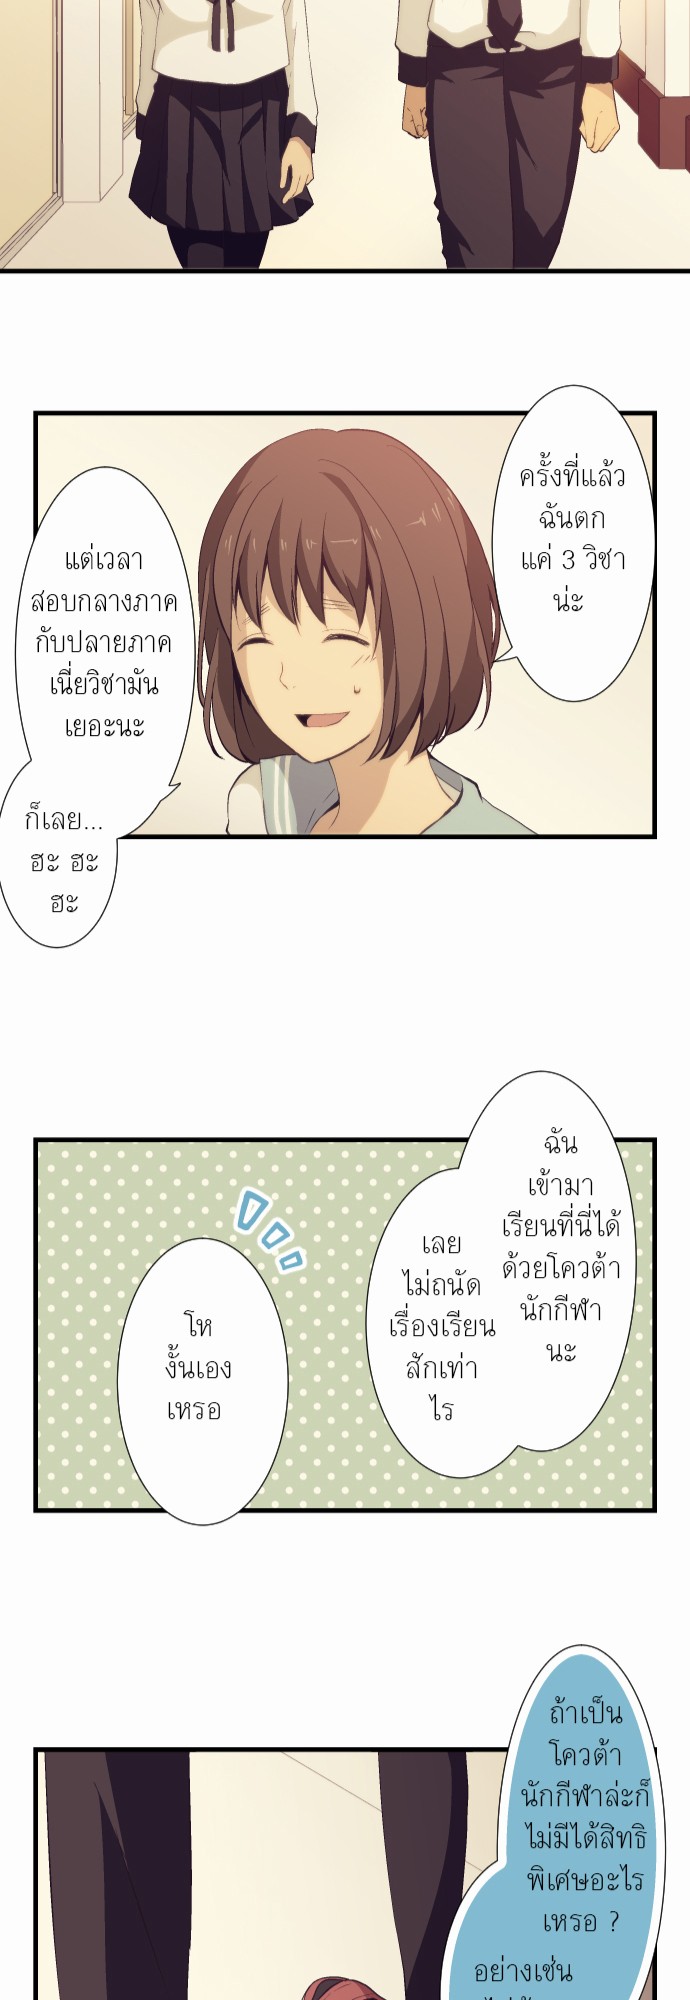 ครั้งที่แล้ว
ฉันตก
แค่ 3 วิชา
น่ะ
แต่เวลา
สอบกลางภาค
กับปลายภาค
เนี่ยวิชามัน
เยอะนะ
ก็เลย...
ฮะ ฮะ
ฮะ
ฉัน
เข้ามา
เรียนที่นี่ได้
ด้วยโควต้า
นักกีฬา
นะ
เลย
ไม่ถนัด
เรื่องเรียน
สักเท่า
ไร
โห
งั้นเอง
เหรอ
ถ้าเป็น
โควต้า
นักกีฬาล่ะก็
ไม่มีได้สิทธิ
พิเศษอะไร
เหรอ ?
อย่างเช่น